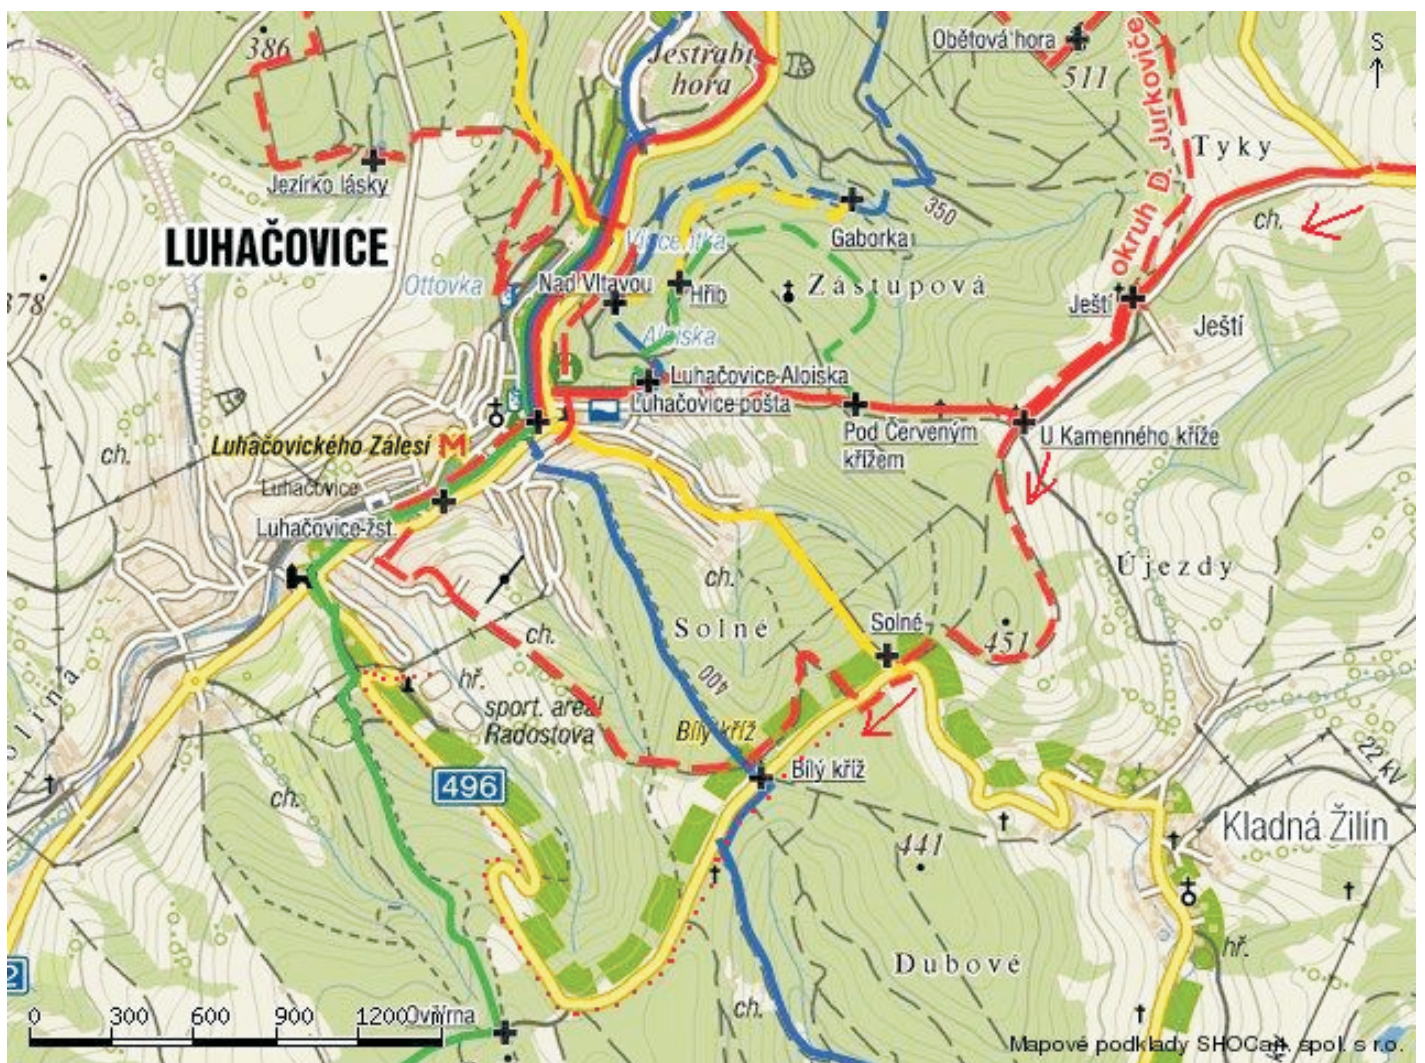 386
Jestřabí
hora
Obětová hora
511
S
okruh D. Jurkoviče
Tyky
Jezírko lásky
350
ch.
LUHAČOVICE
Vincentka
Gaborka
Ottovka
Nad Vltavou
Hřib
Zástupová
378
Ještí
Ještí
Aloiska
Luhačovice-Aloiska
Luhačovice-pošta
Pod Červeným
křížem
U Kamenného kříže
Luhačovického Zálesí
M
ch.
Luhačovice
Luhačovice-žst.
Újezdy
ch.
Solné
Solné
451
ch.
400
hř.
sport. areál
Radostova
Bílý kříž
Bílý kříž
22 kV
496
ch.
Kladná Žilín
441
Dubové
hř.
ch.
2
0 300 600 900 1200 m
Ovčírna
Mapové podklady SHOCart, spol. s r.o.